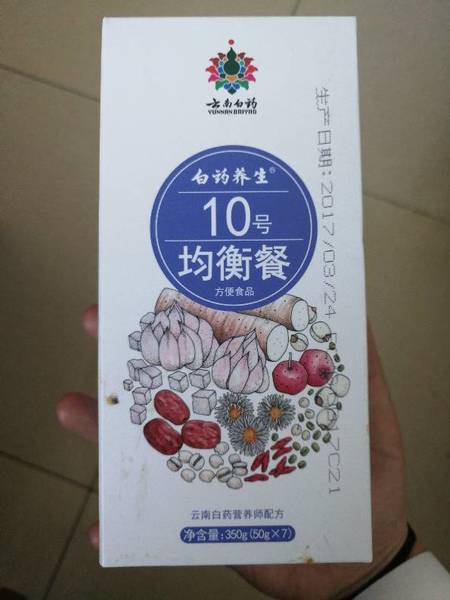 云南白药
YUNNAN BAIYAO
白药养生®
10号
均衡餐
方便食品
云南白药营养师配方
净含量:350g(50g×7)
生产日期:2017/03/24
2017C21